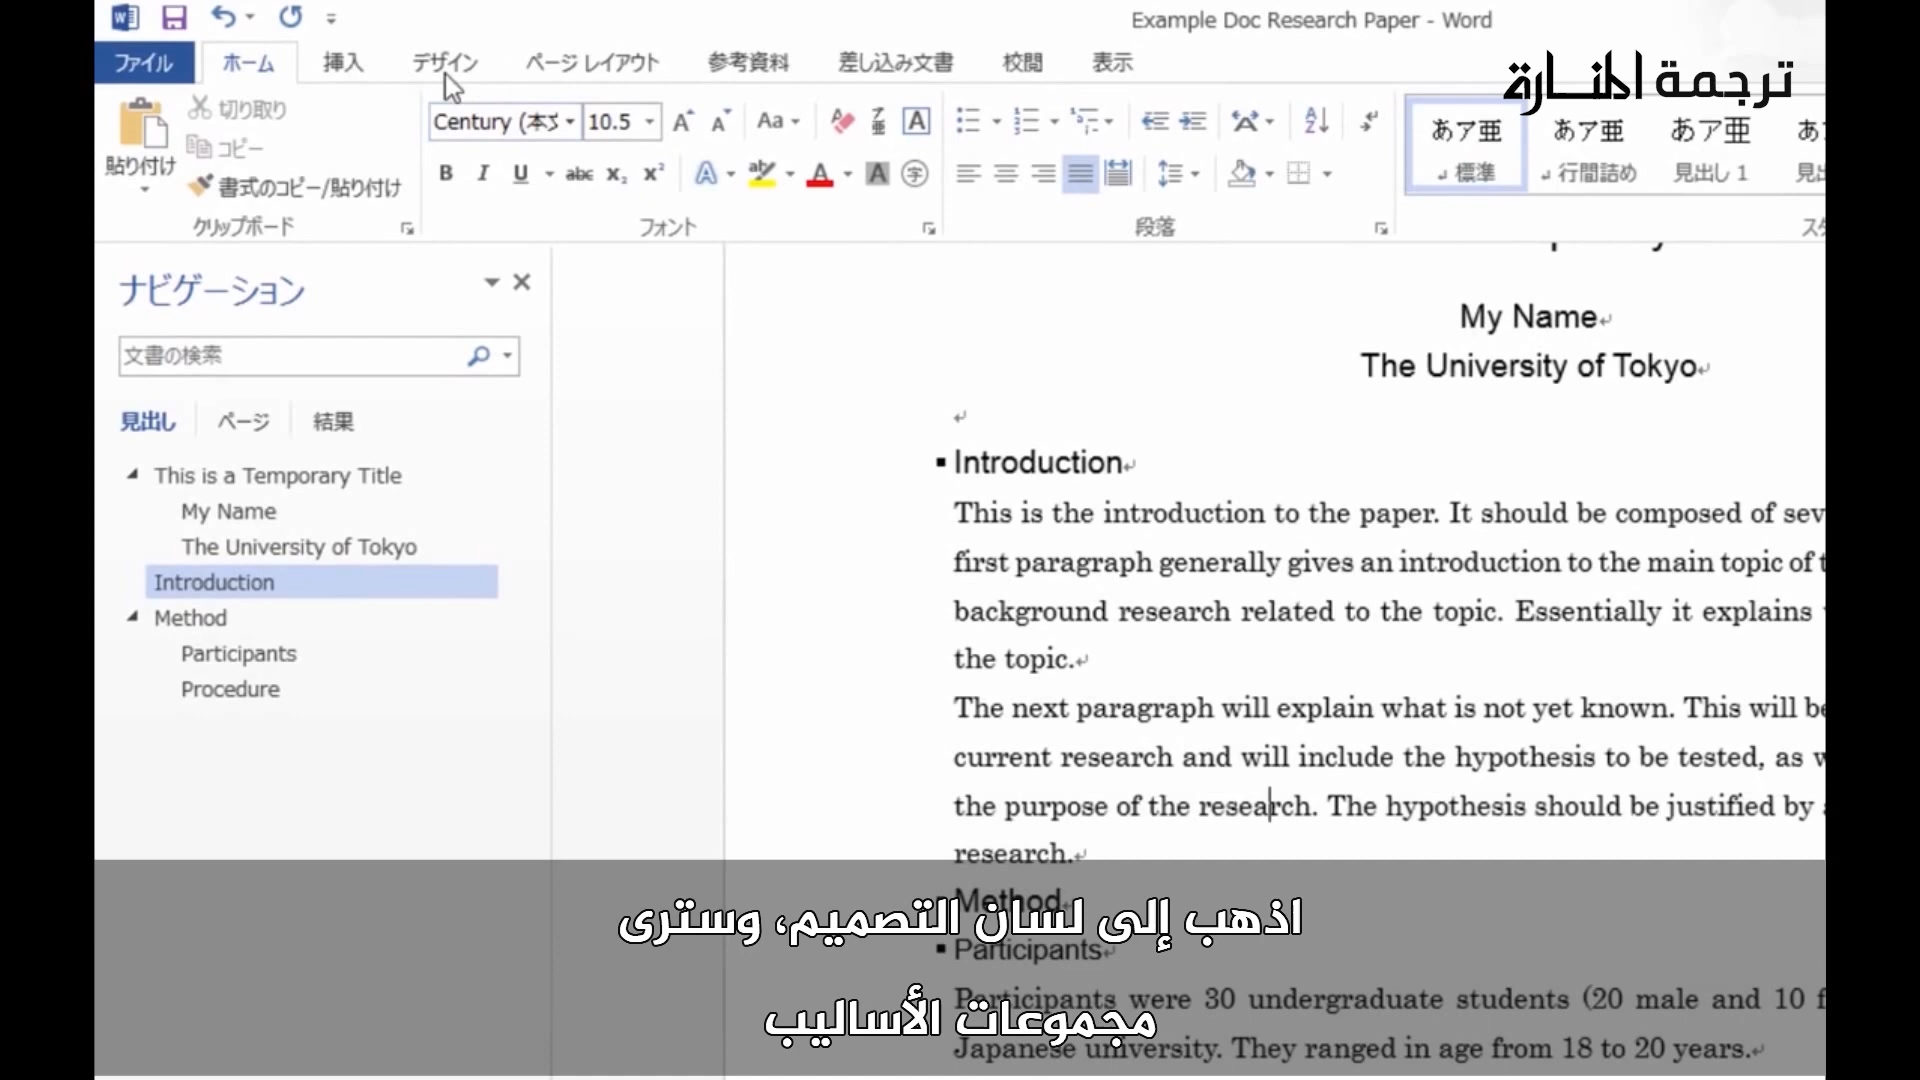 Example Doc Research Paper - Word
ファイル ホーム 挿入 デザイン ページ レイアウト 参考資料 差し込み文書 校閲 表示
ترجمة المنارة
貼り付け
切り取り
コピー
書式のコピー/貼り付け
クリップボード
Century (本文 10.5
フォント
段落
あア亜 標準
あア亜 行間詰め
あア亜 見出し 1
ナビゲーション
文書の検索
見出し ページ 結果
This is a Temporary Title
My Name
The University of Tokyo
Introduction
Method
Participants
Procedure
My Name
The University of Tokyo
Introduction
This is the introduction to the paper. It should be composed of sev
first paragraph generally gives an introduction to the main topic of t
background research related to the topic. Essentially it explains
the topic.
The next paragraph will explain what is not yet known. This will be
current research and will include the hypothesis to be tested, as w
the purpose of the research. The hypothesis should be justified by
research.
Method
Participants
Participants were 30 undergraduate students (20 male and 10 f
Japanese university. They ranged in age from 18 to 20 years.
اذهب إلى لسان التصميم، وسترى
مجموعات الأساليب